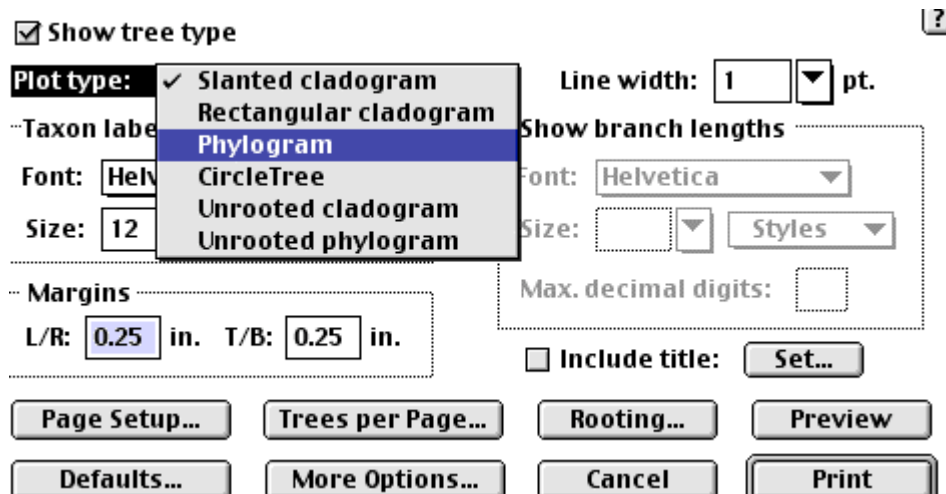 ?
Show tree type
Plot type: ✓ Slanted cladogram Line width: 1 pt.
Rectangular cladogram
Taxon labe Show branch lengths
Phylogram
Font: Helv CircleTree Font: Helvetica
Unrooted cladogram
Size: 12 Size: Styles
Unrooted phylogram
Margins Max. decimal digits:
L/R: 0.25 in. T/B: 0.25 in.
Include title: Set...
Page Setup... Trees per Page... Rooting... Preview
Defaults... More Options... Cancel Print